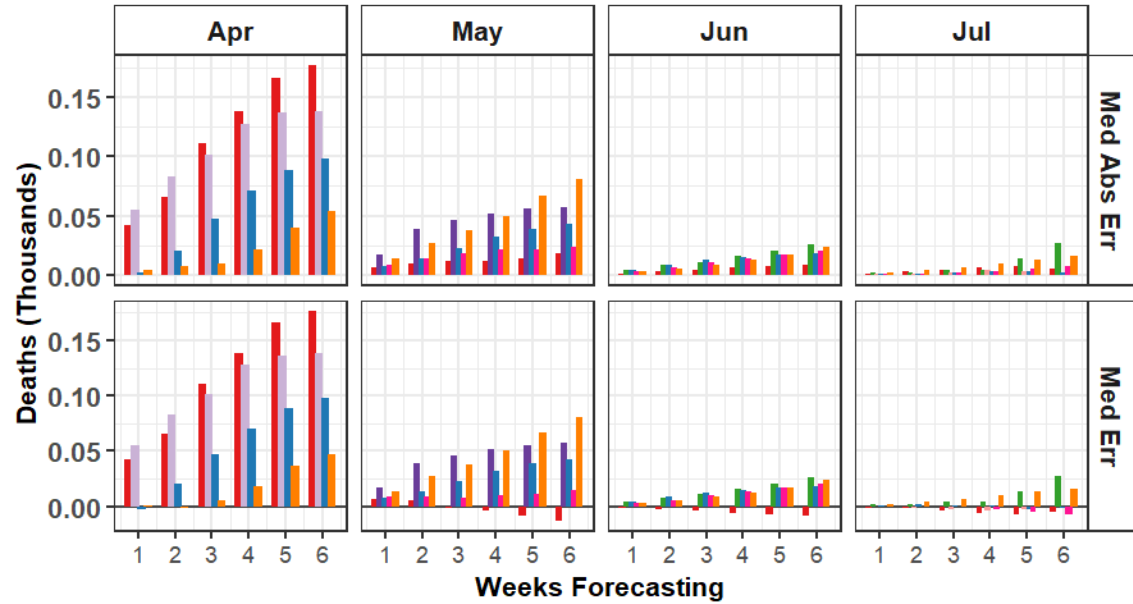 Apr May Jun Jul
Deaths (Thousands)
0.15
0.10
0.05
0.00
Med Abs Err
0.15
0.10
0.05
0.00
Med Err
1 2 3 4 5 6 1 2 3 4 5 6 1 2 3 4 5 6 1 2 3 4 5 6
Weeks Forecasting